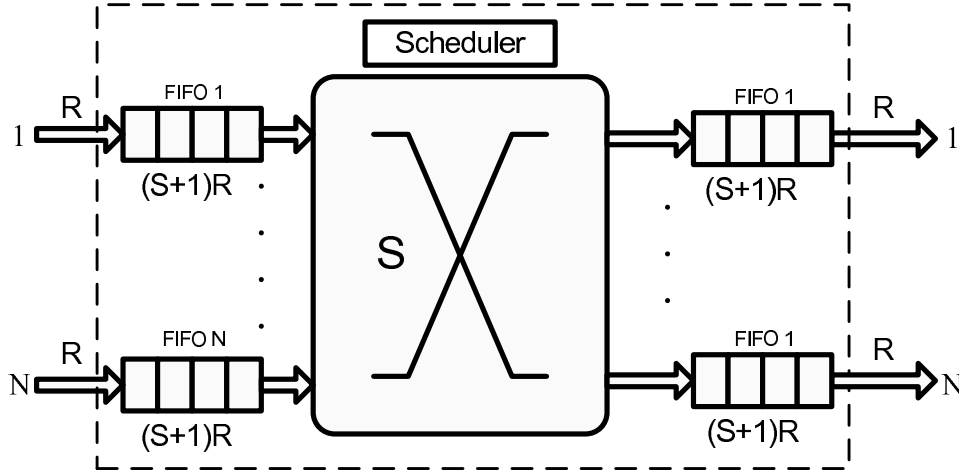 Scheduler
R
FIFO 1
1
(S+1)R
FIFO 1
R
1
(S+1)R
S
R
FIFO N
N
(S+1)R
FIFO 1
R
N
(S+1)R